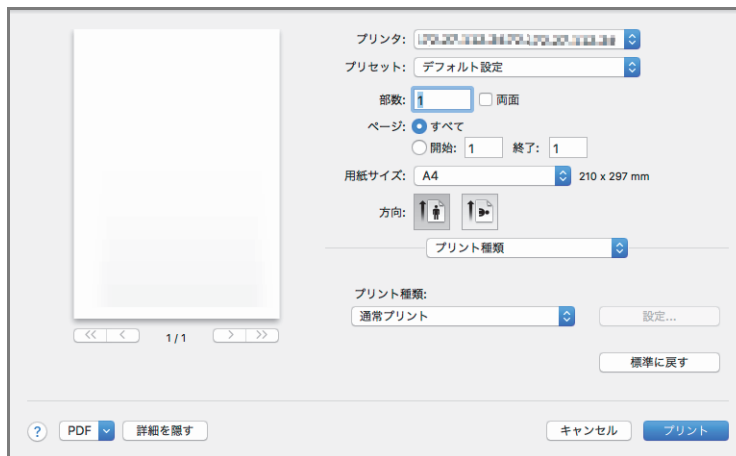 プリンタ:
プリセット: デフォルト設定
部数: 1 両面
ページ: すべて
開始: 1 終了: 1
用紙サイズ: A4 210 x 297 mm
方向:
プリント種類
プリント種類:
通常プリント 設定...
<< < 1 / 1 > >>
標準に戻す
? PDF 詳細を隠す キャンセル プリント